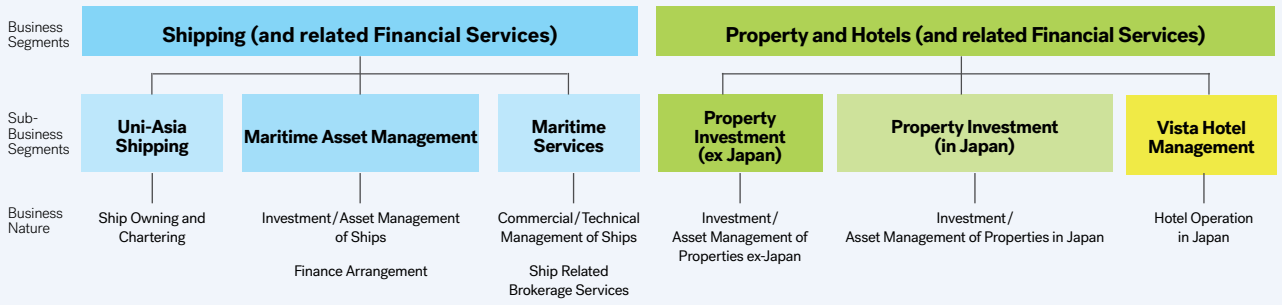 Business
Segments
Shipping (and related Financial Services)
Property and Hotels (and related Financial Services)
Sub-
Business
Segments
Uni-Asia
Shipping
Maritime Asset Management
Maritime
Services
Property
Investment
(ex Japan)
Property Investment
(in Japan)
Vista Hotel
Management
Business
Nature
Ship Owning and
Chartering
Investment/Asset Management
of Ships
Finance Arrangement
Commercial/Technical
Management of Ships
Ship Related
Brokerage Services
Investment/
Asset Management of
Properties ex-Japan
Investment/
Asset Management of Properties in Japan
Hotel Operation
in Japan